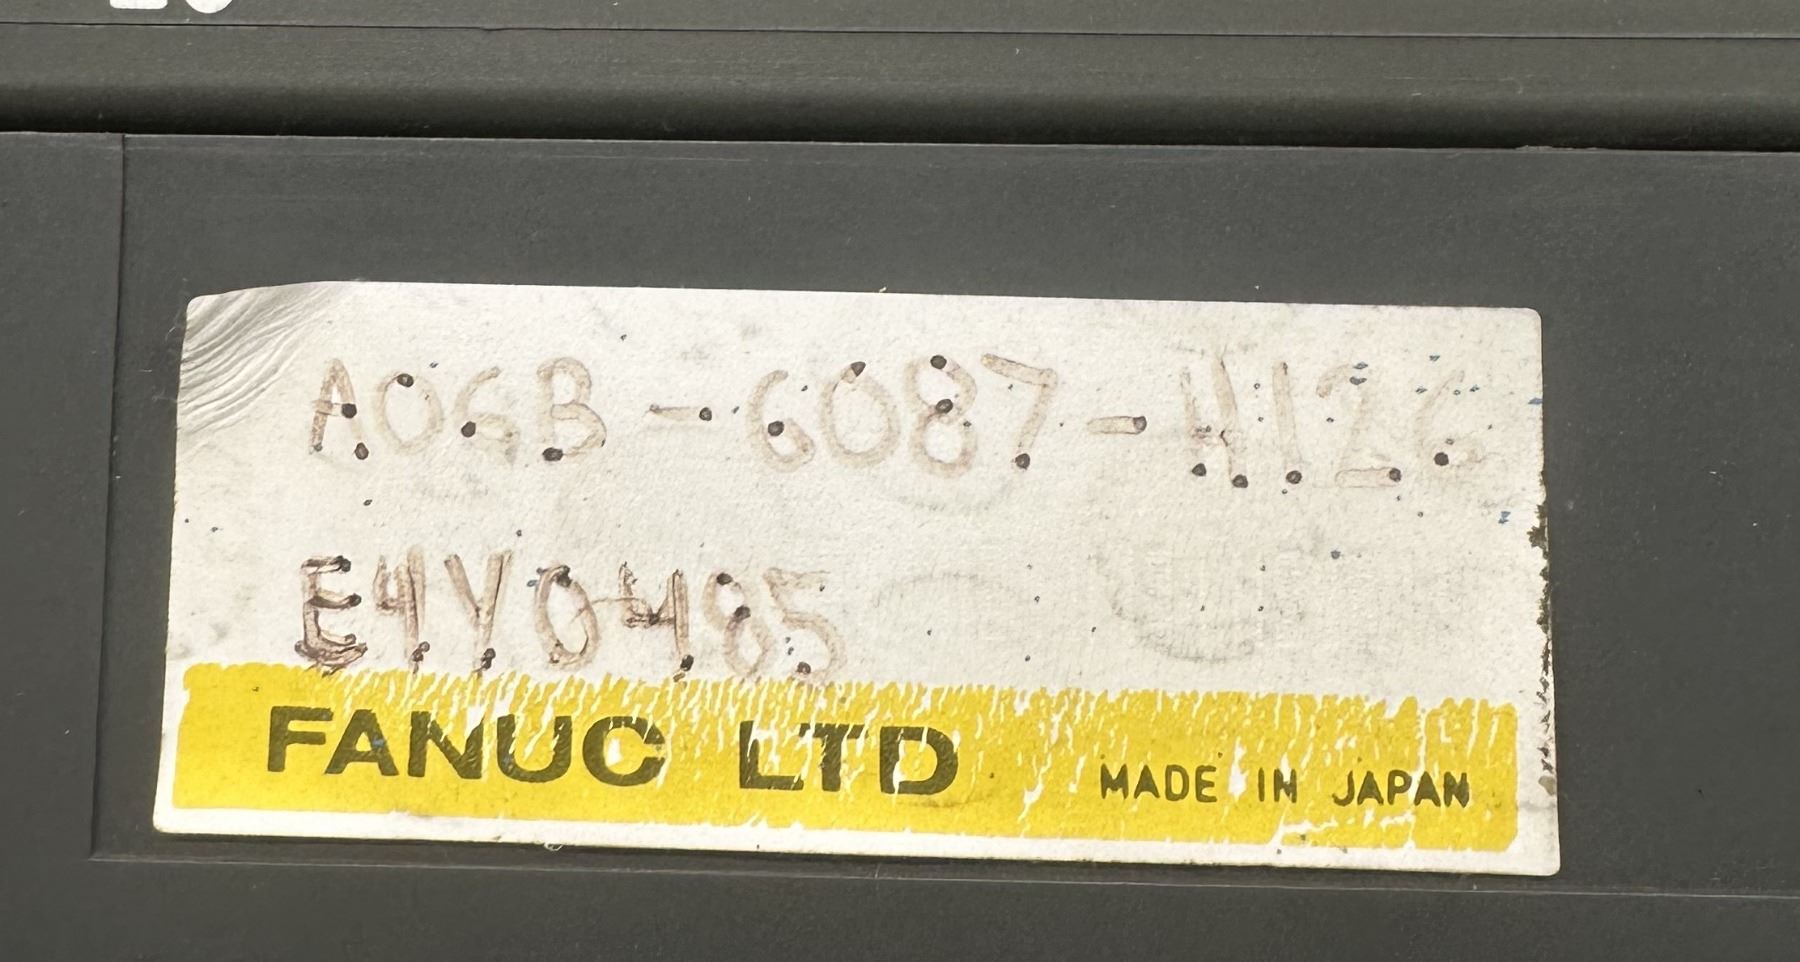 A06B-6087-H126
E4Y0485
FANUC LTD MADE IN JAPAN